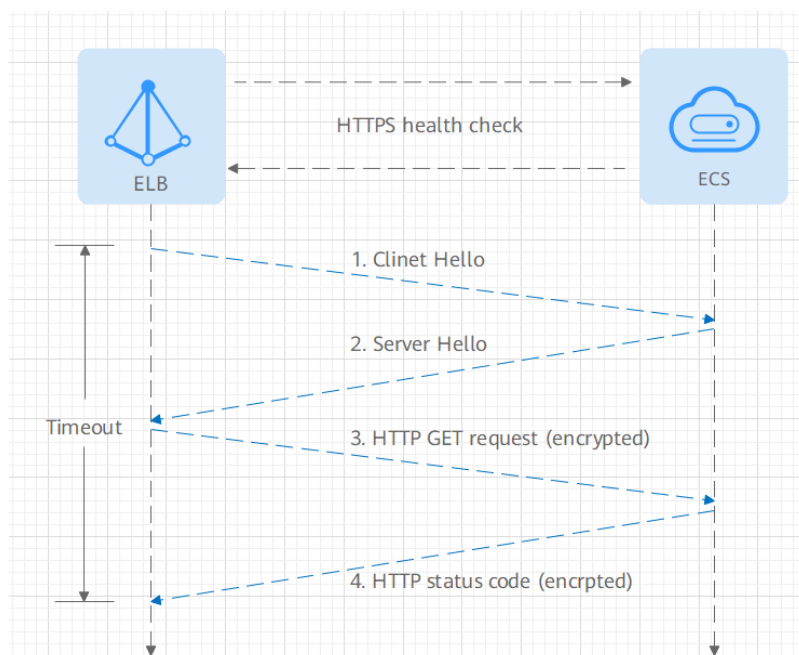 HTTPS health check
ELB
ECS
1. Clinet Hello
2. Server Hello
Timeout
3. HTTP GET request (encrypted)
4. HTTP status code (encrpted)